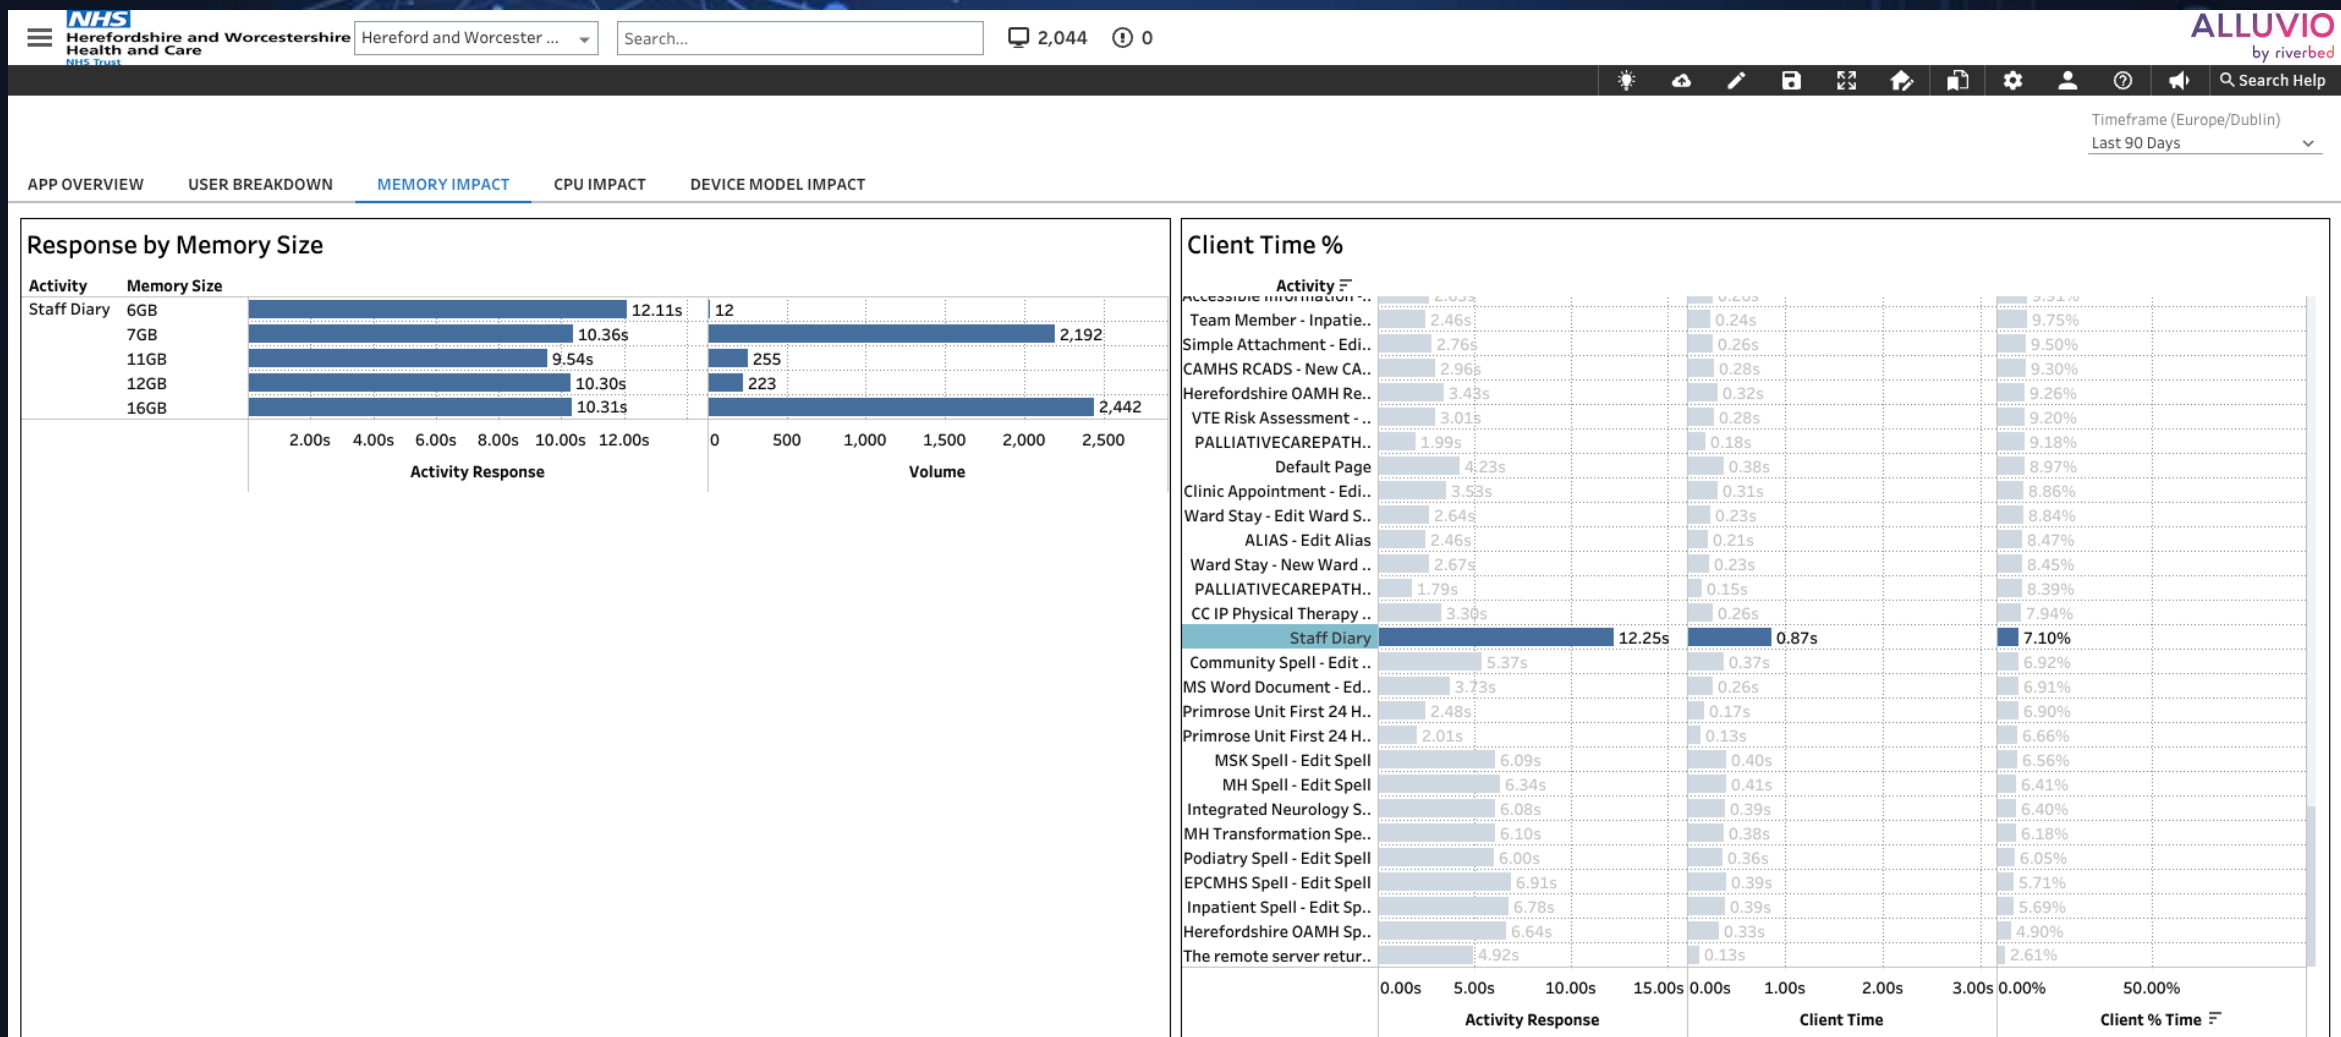 NHS
Herefordshire and Worcestershire
Health and Care
NHS Trust
Hereford and Worcester ...
Search...
2,044
0
ALLUVIO
by riverbed
Search Help
Timeframe (Europe/Dublin)
Last 90 Days
APP OVERVIEW USER BREAKDOWN MEMORY IMPACT CPU IMPACT DEVICE MODEL IMPACT
Response by Memory Size
Activity Memory Size
Staff Diary 6GB 12.11s 12
7GB 10.36s 2,192
11GB 9.54s 255
12GB 10.30s 223
16GB 10.31s 2,442
2.00s 4.00s 6.00s 8.00s 10.00s 12.00s 0 500 1,000 1,500 2,000 2,500
Activity Response Volume
Client Time %
Activity
Accessible Information -..
Team Member - Inpatie.. 2.46s 0.24s 9.75%
Simple Attachment - Edi.. 2.76s 0.26s 9.50%
CAMHS RCADS - New CA.. 2.96s 0.28s 9.30%
Herefordshire OAMH Re.. 3.43s 0.32s 9.26%
VTE Risk Assessment - .. 3.01s 0.28s 9.20%
PALLIATIVECAREPATH.. 1.99s 0.18s 9.18%
Default Page 4.23s 0.38s 8.97%
Clinic Appointment - Edi.. 3.53s 0.31s 8.86%
Ward Stay - Edit Ward S.. 2.64s 0.23s 8.84%
ALIAS - Edit Alias 2.46s 0.21s 8.47%
Ward Stay - New Ward .. 2.67s 0.23s 8.45%
PALLIATIVECAREPATH.. 1.79s 0.15s 8.39%
CC IP Physical Therapy .. 3.30s 0.26s 7.94%
Staff Diary 12.25s 0.87s 7.10%
Community Spell - Edit .. 5.37s 0.37s 6.92%
MS Word Document - Ed.. 3.73s 0.26s 6.91%
Primrose Unit First 24 H.. 2.48s 0.17s 6.90%
Primrose Unit First 24 H.. 2.01s 0.13s 6.66%
MSK Spell - Edit Spell 6.09s 0.40s 6.56%
MH Spell - Edit Spell 6.34s 0.41s 6.41%
Integrated Neurology S.. 6.08s 0.39s 6.40%
MH Transformation Spe.. 6.10s 0.38s 6.18%
Podiatry Spell - Edit Spell 6.00s 0.36s 6.05%
EPCMHS Spell - Edit Spell 6.91s 0.39s 5.71%
Inpatient Spell - Edit Sp.. 6.78s 0.39s 5.69%
Herefordshire OAMH Sp.. 6.64s 0.33s 4.90%
The remote server retur.. 4.92s 0.13s 2.61%
0.00s 5.00s 10.00s 15.00s 0.00s 1.00s 2.00s 3.00s 0.00% 50.00%
Activity Response Client Time Client % Time